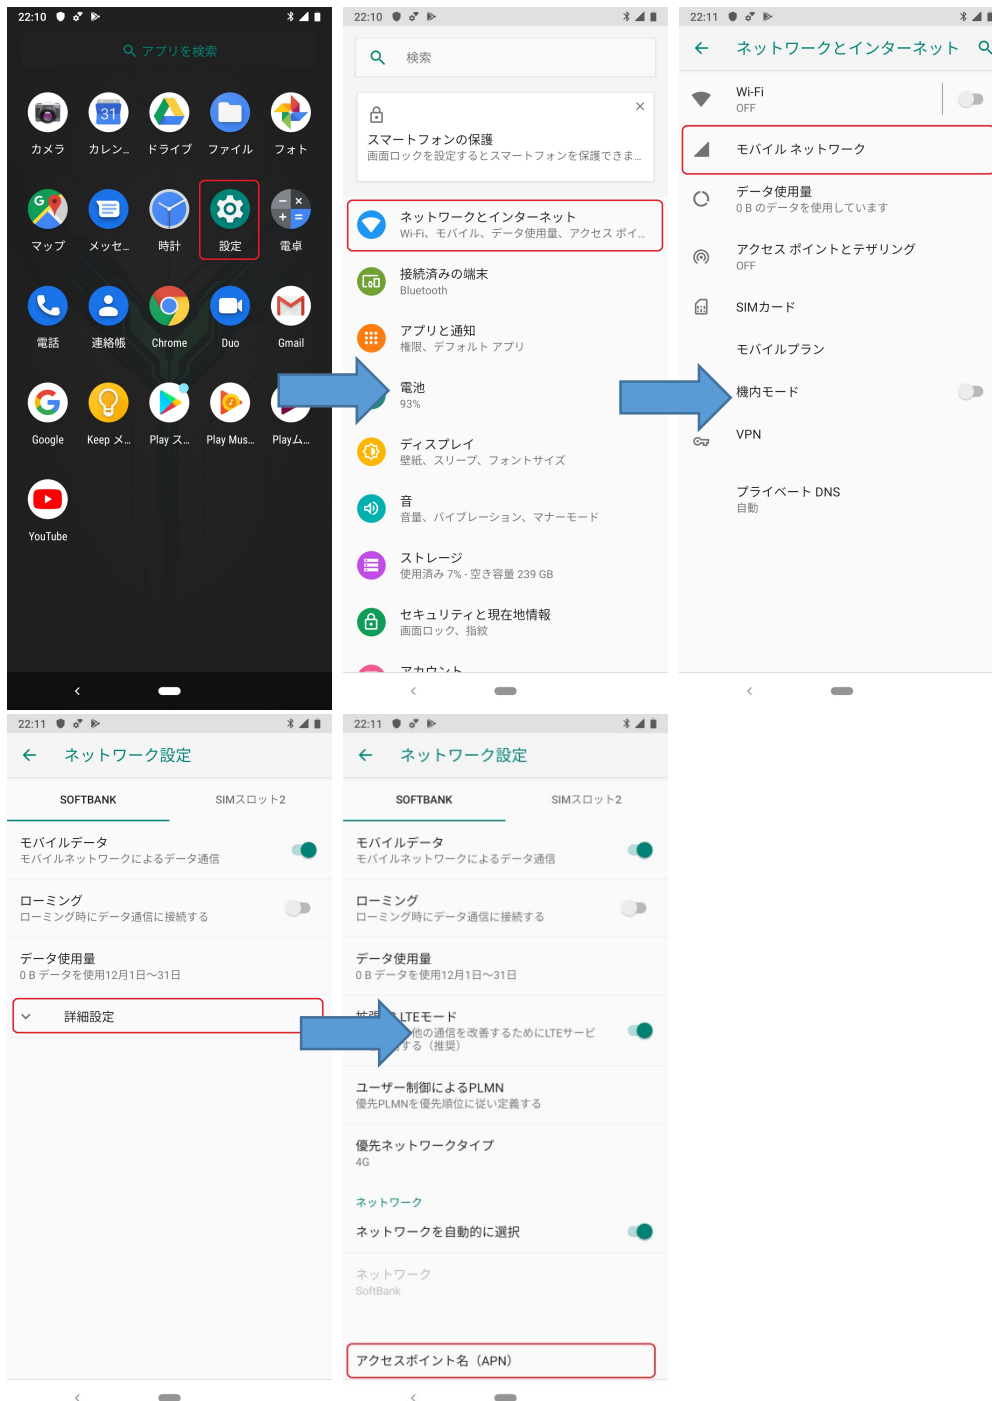 22:10
アプリを検索
カメラ
カレン…
ドライブ
ファイル
フォト
マップ
メッセ…
時計
設定
電卓
電話
連絡帳
Chrome
Duo
Gmail
Google
Keep メ…
Play ス…
Play Mus…
Playム…
YouTube
22:10
検索
スマートフォンの保護
画面ロックを設定するとスマートフォンを保護できま…
ネットワークとインターネット
Wi-Fi、モバイル、データ使用量、アクセス ポイ…
接続済みの端末
Bluetooth
アプリと通知
権限、デフォルト アプリ
電池
93%
ディスプレイ
壁紙、スリープ、フォントサイズ
音
音量、バイブレーション、マナーモード
ストレージ
使用済み 7% - 空き容量 239 GB
セキュリティと現在地情報
画面ロック、指紋
アカウント
22:11
ネットワークとインターネット
Wi-Fi
OFF
モバイル ネットワーク
データ使用量
0 B のデータを使用しています
アクセス ポイントとテザリング
OFF
SIMカード
モバイルプラン
機内モード
VPN
プライベート DNS
自動
22:11
ネットワーク設定
SOFTBANK
SIMスロット2
モバイルデータ
モバイルネットワークによるデータ通信
ローミング
ローミング時にデータ通信に接続する
データ使用量
0 B データを使用12月1日～31日
詳細設定
22:11
ネットワーク設定
SOFTBANK
SIMスロット2
モバイルデータ
モバイルネットワークによるデータ通信
ローミング
ローミング時にデータ通信に接続する
データ使用量
0 B データを使用12月1日～31日
LTEモード
他の通信を改善するためにLTEサービ
する（推奨）
ユーザー制御によるPLMN
優先PLMNを優先順位に従い定義する
優先ネットワークタイプ
4G
ネットワーク
ネットワークを自動的に選択
ネットワーク
SoftBank
アクセスポイント名（APN）